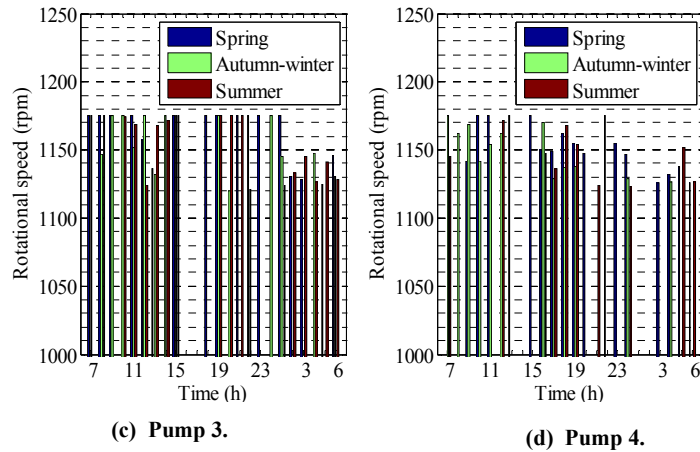 1250
1200
1150
1100
1050
1000
Rotational speed (rpm)
Spring
Autumn-winter
Summer
7 11 15 19 23 3 6
Time (h)
(c) Pump 3.
1250
1200
1150
1100
1050
1000
Rotational speed (rpm)
Spring
Autumn-winter
Summer
7 11 15 19 23 3 6
Time (h)
(d) Pump 4.